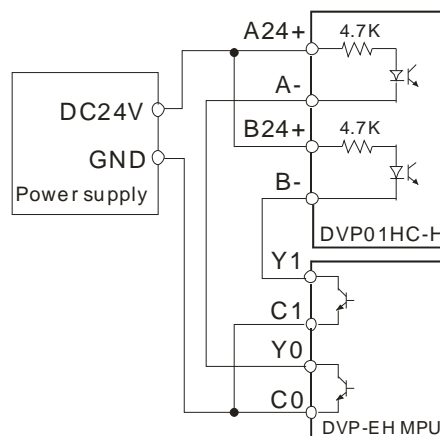 A24+
4.7K
A-
DC24V
B24+
4.7K
GND
Power supply
B-
DVP01HC-H
Y1
C1
Y0
C0
DVP-EH MPU